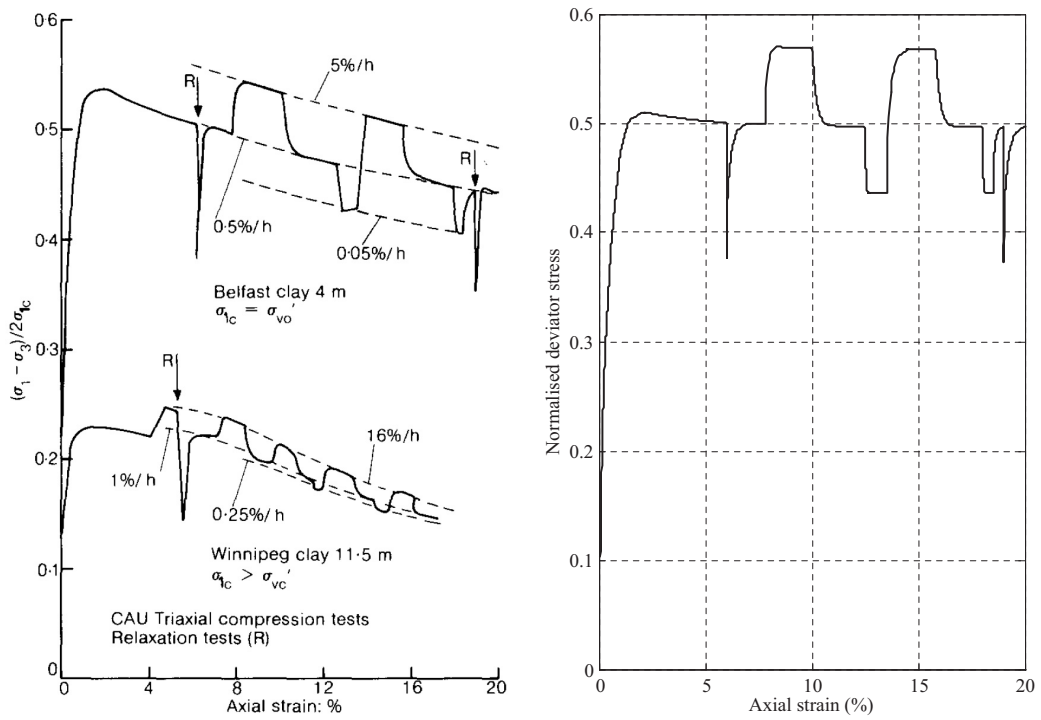 0·6
0·5
0·4
0·3
0·2
0·1
0
(σ₁ − σ₃)/2σ₁c
R
5%/h
R
0·5%/h
0·05%/h
Belfast clay 4 m
σ₁c = σvo′
R
16%/h
1%/h
0·25%/h
Winnipeg clay 11·5 m
σ₁c > σvc′
CAU Triaxial compression tests
Relaxation tests (R)
0 4 8 12 16 20
Axial strain: %
0.6
0.5
0.4
0.3
0.2
0.1
0
Normalised deviator stress
0 5 10 15 20
Axial strain (%)